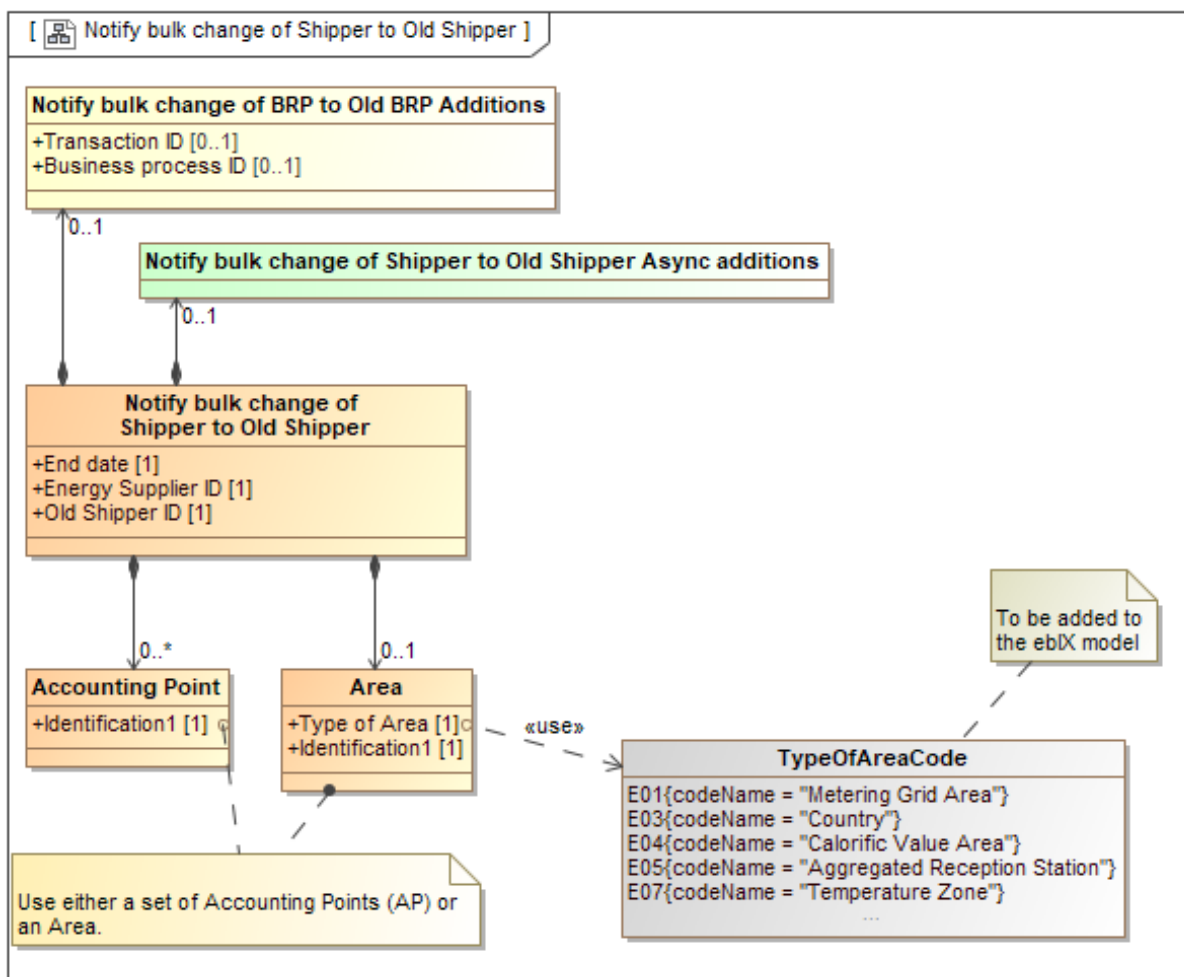 [ Notify bulk change of Shipper to Old Shipper ]
Notify bulk change of BRP to Old BRP Additions
+Transaction ID [0..1]
+Business process ID [0..1]
0..1
Notify bulk change of Shipper to Old Shipper Async additions
0..1
Notify bulk change of
Shipper to Old Shipper
+End date [1]
+Energy Supplier ID [1]
+Old Shipper ID [1]
0..*
0..1
Accounting Point
+Identification1 [1]
Area
+Type of Area [1]
+Identification1 [1]
«use»
To be added to
the ebIX model
TypeOfAreaCode
E01{codeName = "Metering Grid Area"}
E03{codeName = "Country"}
E04{codeName = "Calorific Value Area"}
E05{codeName = "Aggregated Reception Station"}
E07{codeName = "Temperature Zone"}
...
Use either a set of Accounting Points (AP) or
an Area.